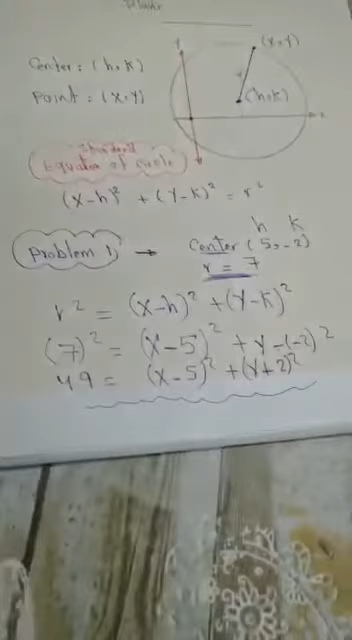 (X, Y)
Center: (h, K)
Point: (X, Y)
r
(h, K)
Y
X
Standard
Equation of circle
(X-h)² + (Y-K)² = r²
h K
Problem 1 → Center (5, -2)
r = 7
r² = (X-h)² + (Y-K)²
(7)² = (X-5)² + Y-(-2)²
49 = (X-5)² + (Y+2)²